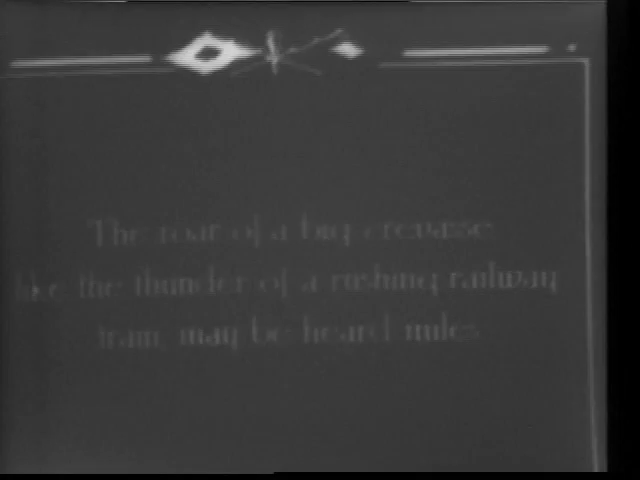 The roar of a big crevasse,
like the thunder of a rushing railway
train, may be heard miles